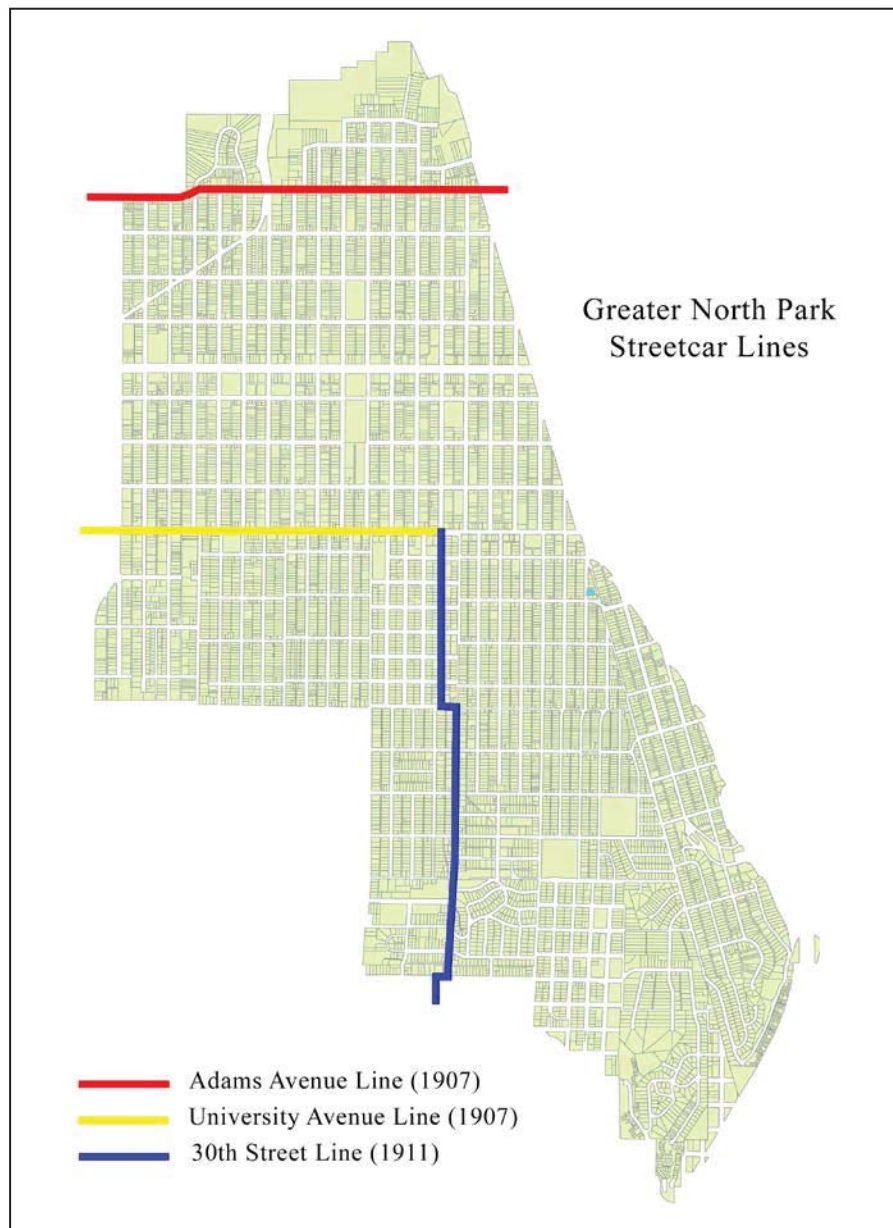 Greater North Park
Streetcar Lines
Adams Avenue Line (1907)
University Avenue Line (1907)
30th Street Line (1911)